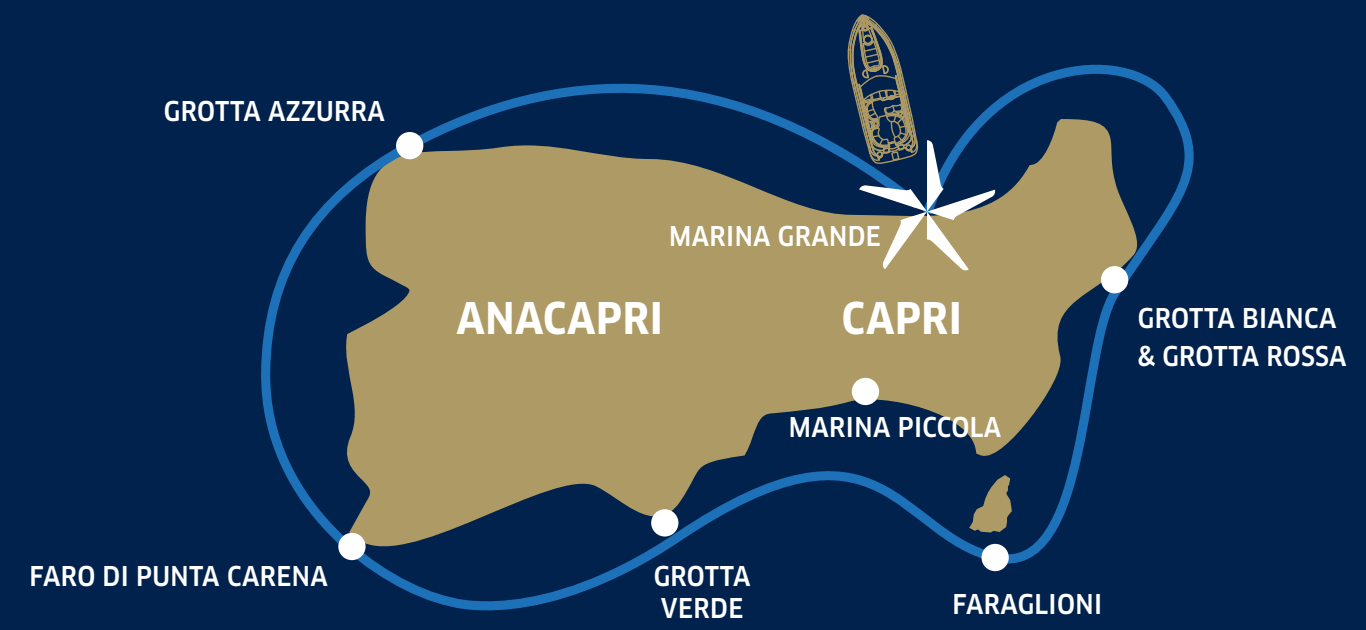 GROTTA AZZURRA
MARINA GRANDE
ANACAPRI
CAPRI
GROTTA BIANCA
& GROTTA ROSSA
MARINA PICCOLA
FARO DI PUNTA CARENA
GROTTA
VERDE
FARAGLIONI